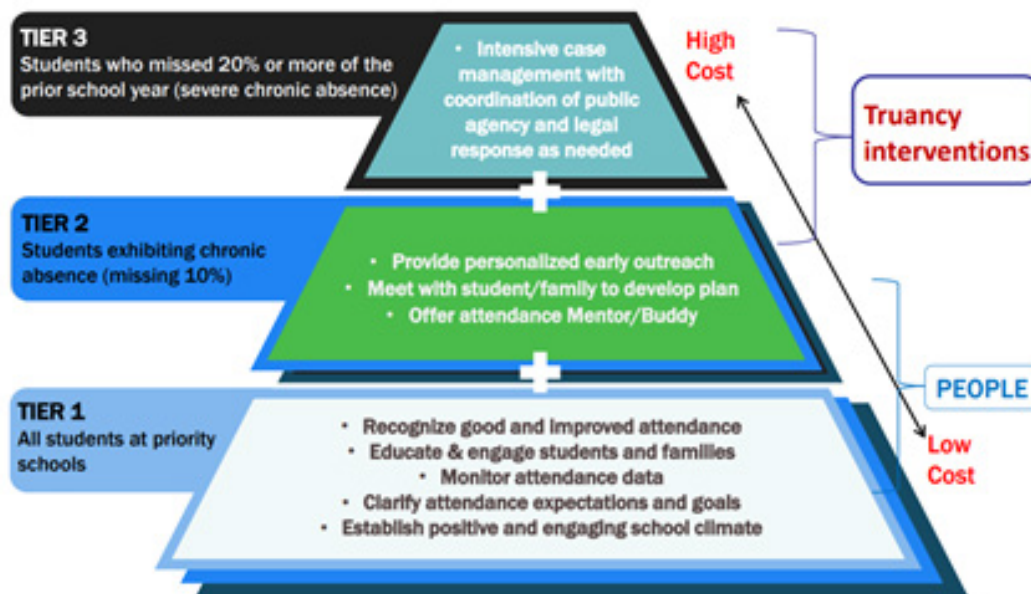 TIER 3
Students who missed 20% or more of the
prior school year (severe chronic absence)
• Intensive case
management with
coordination of public
agency and legal
response as needed
High
Cost
Truancy
interventions
TIER 2
Students exhibiting chronic
absence (missing 10%)
• Provide personalized early outreach
• Meet with student/family to develop plan
• Offer attendance Mentor/Buddy
PEOPLE
TIER 1
All students at priority
schools
• Recognize good and improved attendance
• Educate & engage students and families
• Monitor attendance data
• Clarify attendance expectations and goals
• Establish positive and engaging school climate
Low
Cost